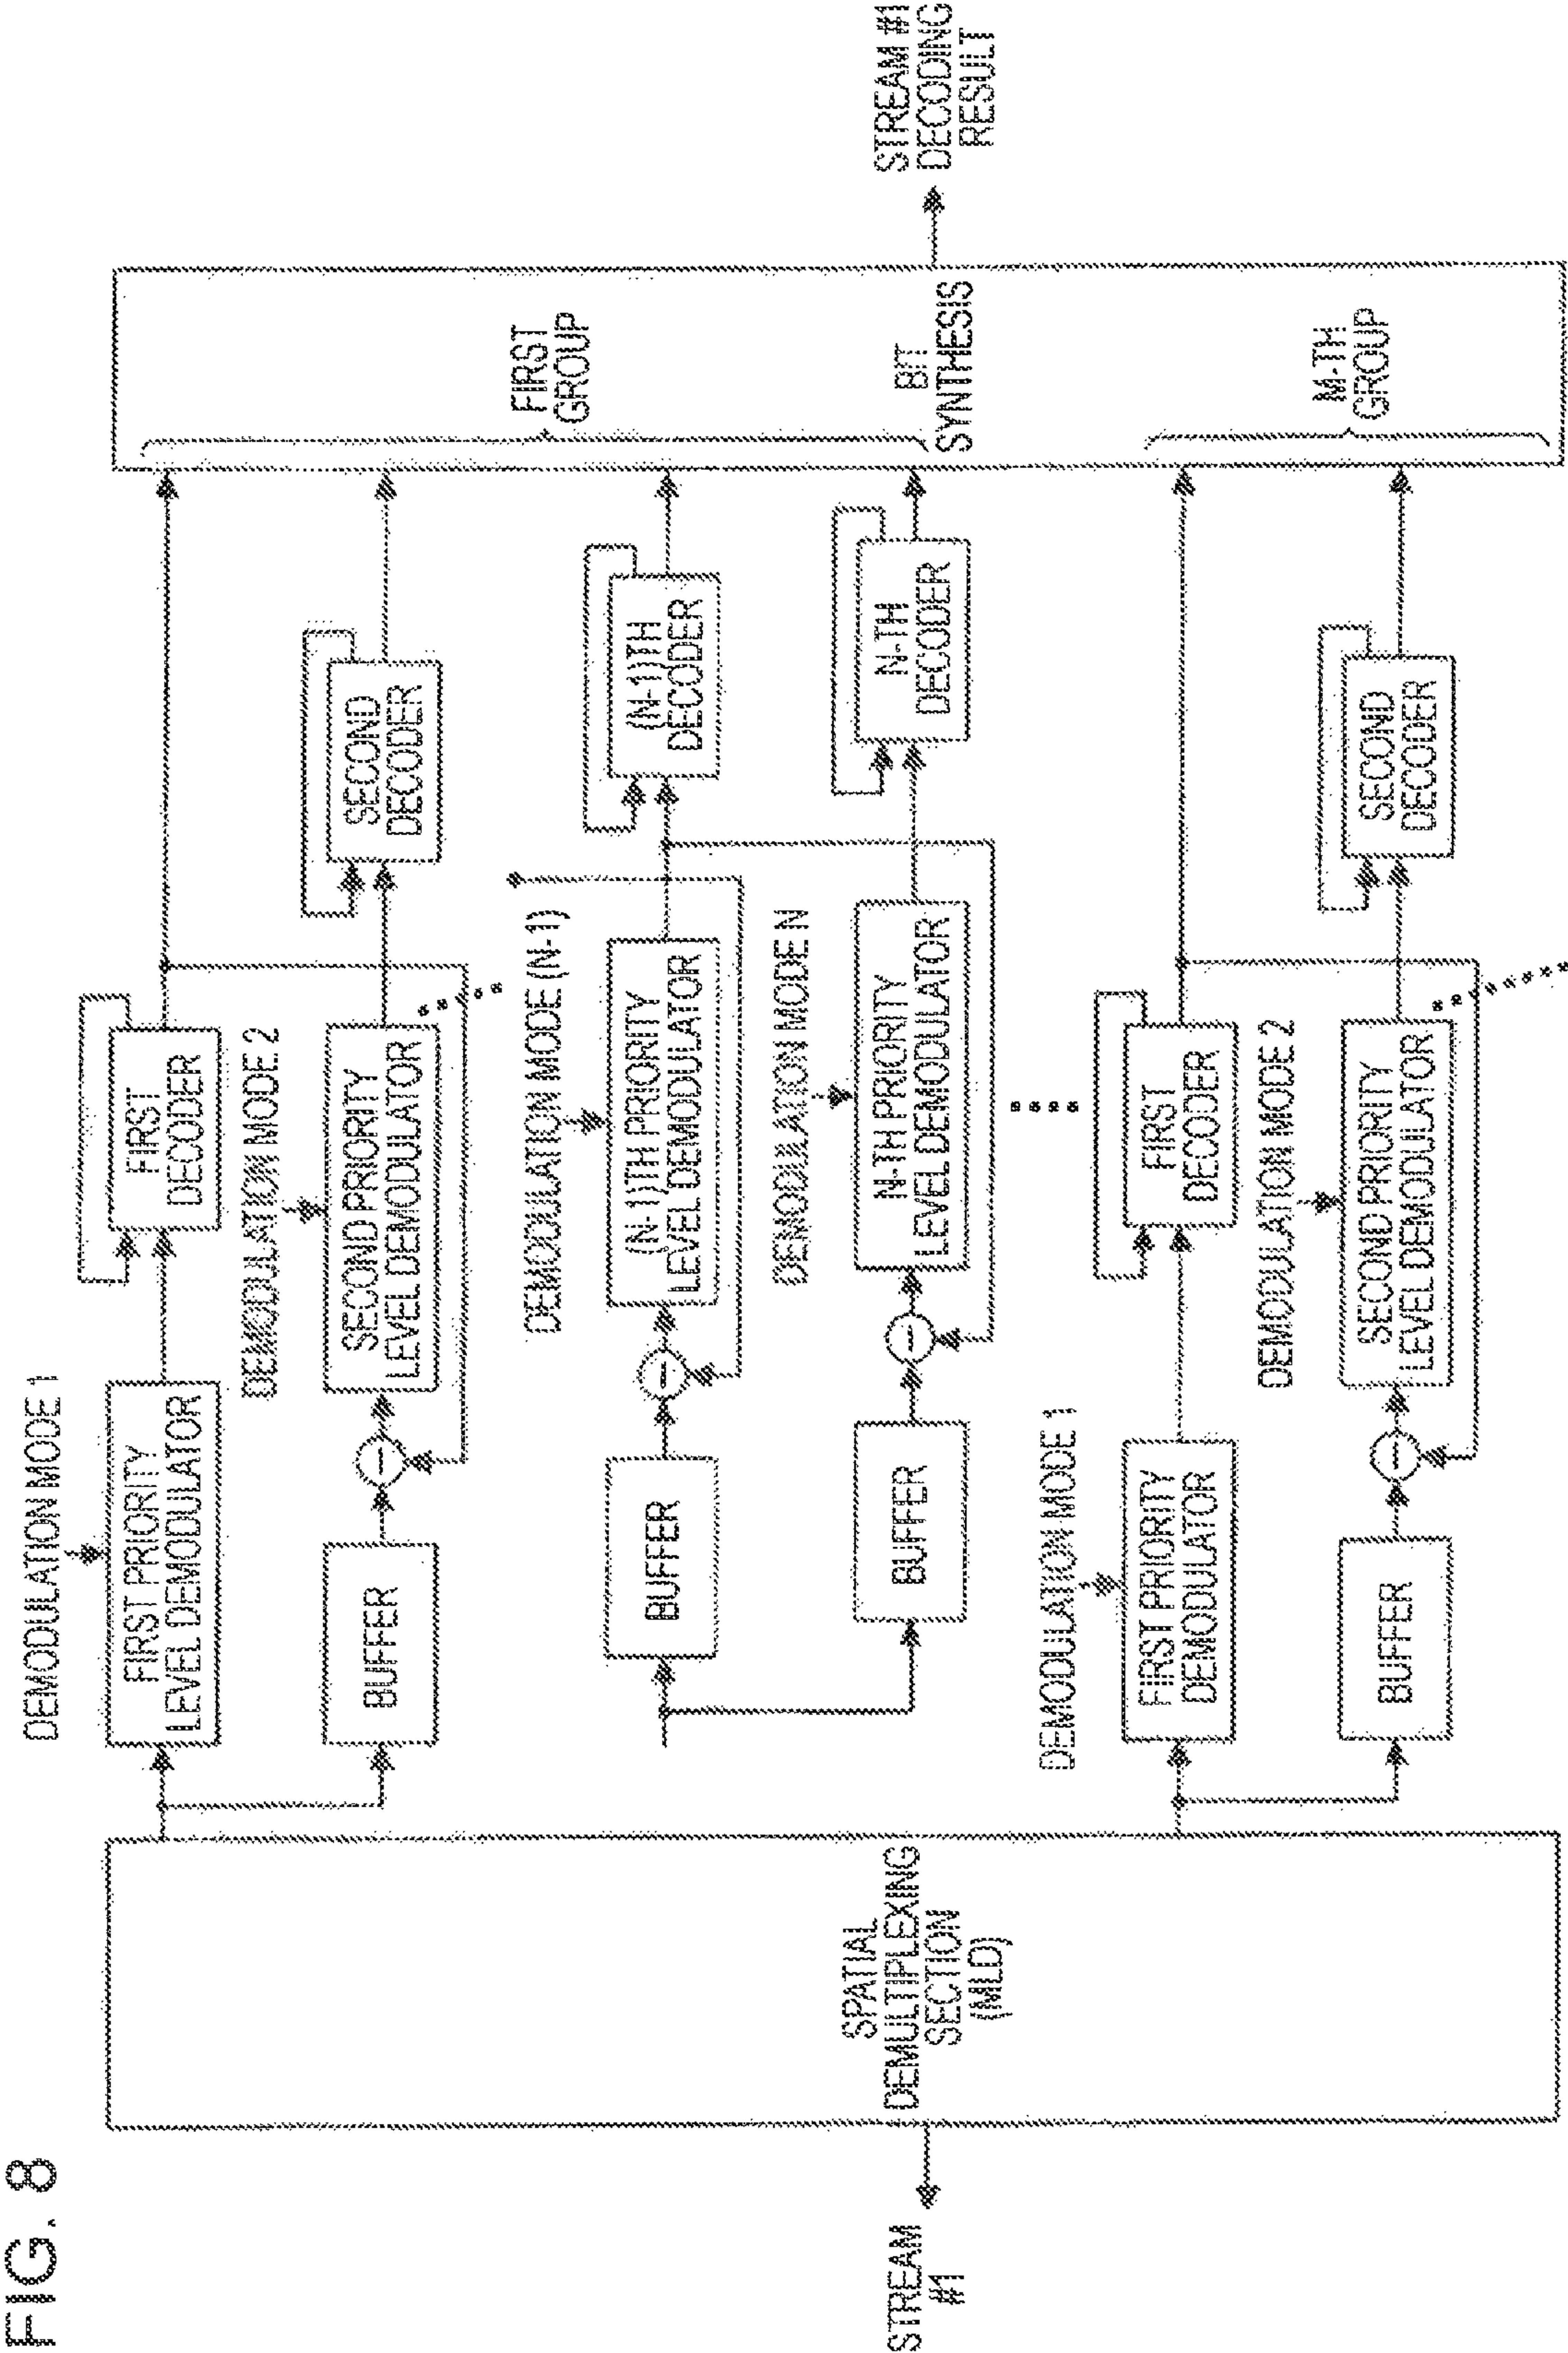 FIG. 8
STREAM
#1
SPATIAL
DEMULTIPLEXING
SECTION
(MLD)
DEMODULATION MODE 1
FIRST PRIORITY
LEVEL DEMODULATOR
FIRST
DECODER
BUFFER
DEMODULATION MODE 2
SECOND PRIORITY
LEVEL DEMODULATOR
SECOND
DECODER
BUFFER
DEMODULATION MODE (N-1)
(N-1)TH PRIORITY
LEVEL DEMODULATOR
(N-1)TH
DECODER
BUFFER
DEMODULATION MODE N
N-TH PRIORITY
LEVEL DEMODULATOR
N-TH
DECODER
DEMODULATION MODE 1
FIRST PRIORITY
DEMODULATOR
FIRST
DECODER
BUFFER
DEMODULATION MODE 2
SECOND PRIORITY
LEVEL DEMODULATOR
SECOND
DECODER
FIRST
GROUP
BIT
SYNTHESIS
M-TH
GROUP
STREAM #1
DECODING
RESULT